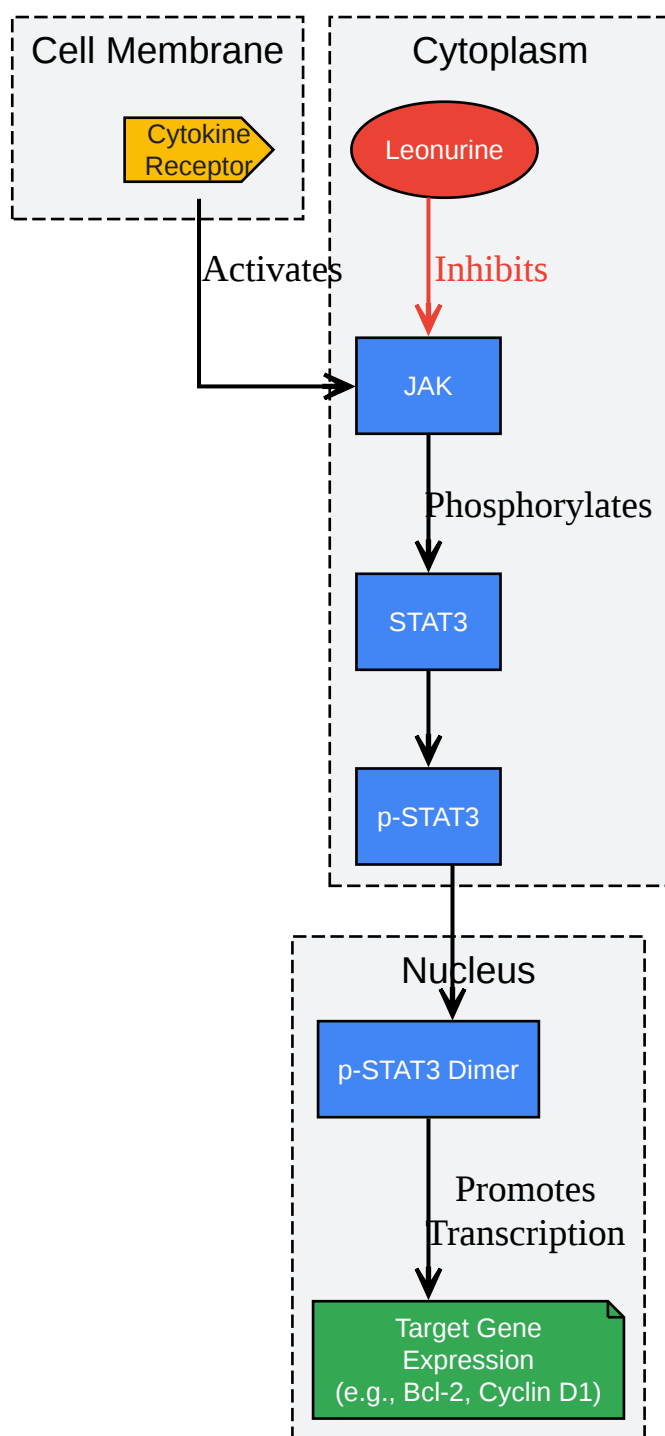 Cell Membrane
Cytoplasm
Cytokine
Receptor
Leonurine
Activates
Inhibits
JAK
Phosphorylates
STAT3
p-STAT3
Nucleus
p-STAT3 Dimer
Promotes
Transcription
Target Gene
Expression
(e.g., Bcl-2, Cyclin D1)